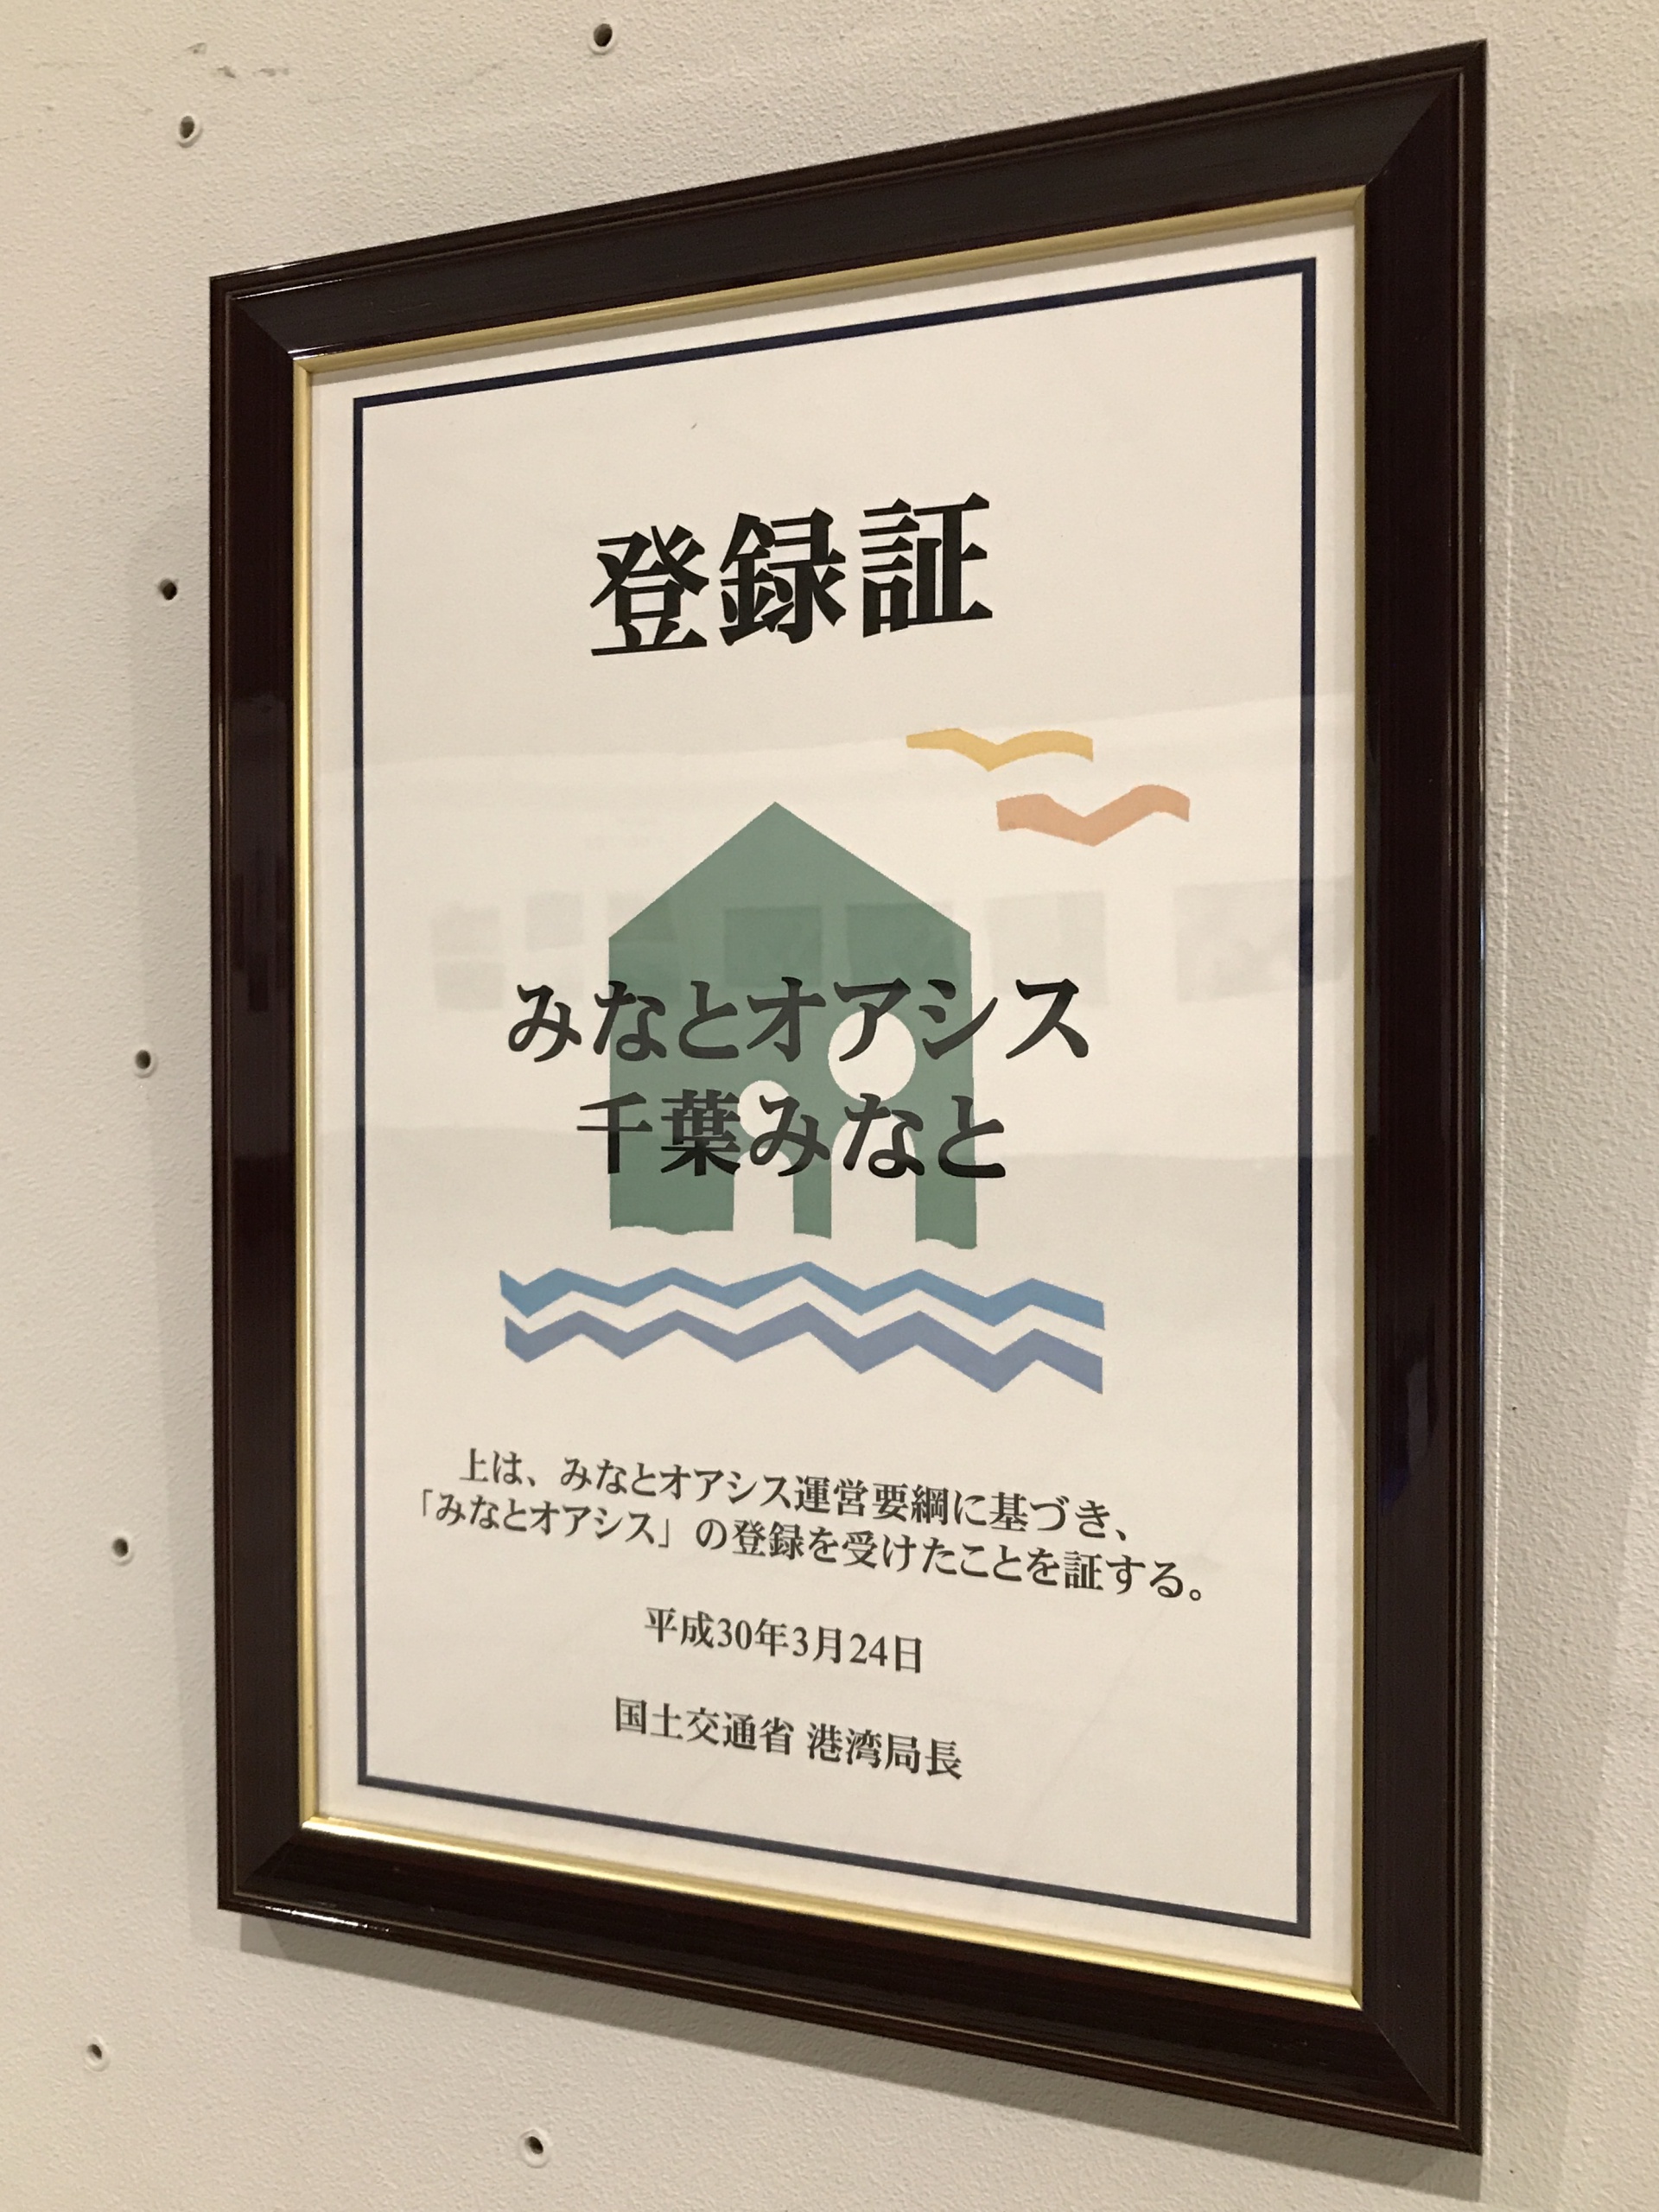 登録証
みなとオアシス
千葉みなと
上は、みなとオアシス運営要綱に基づき、
「みなとオアシス」の登録を受けたことを証する。
平成30年3月24日
国土交通省 港湾局長